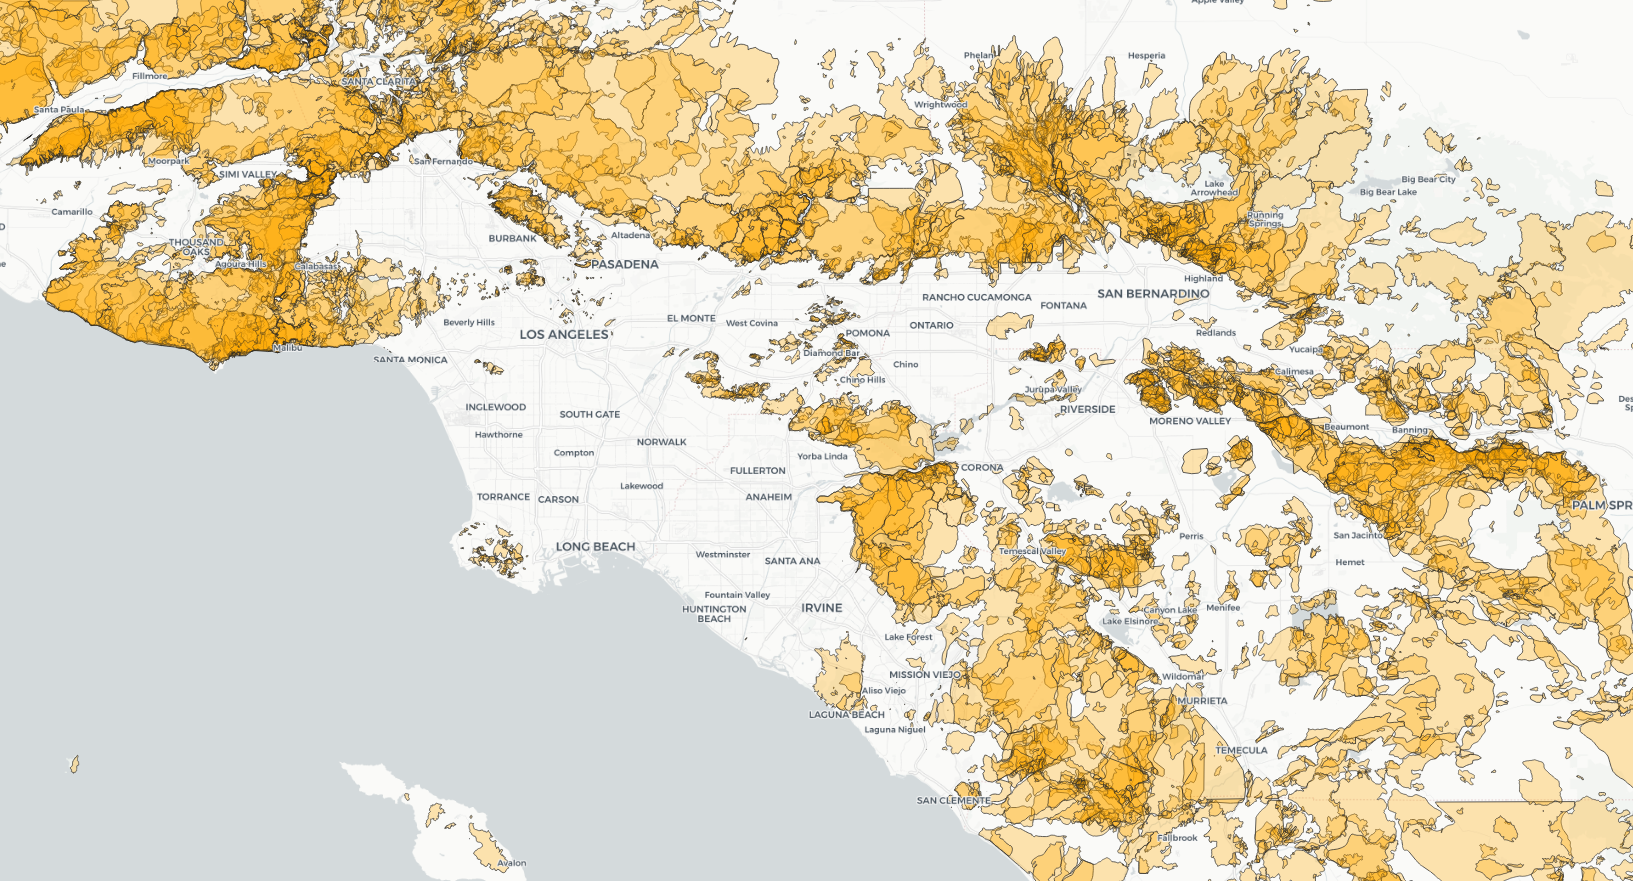 Apple Valley
Phelan
Hesperia
Fillmore
SANTA CLARITA
Santa Paula
Wrightwood
Moorpark
San Fernando
SIMI VALLEY
Big Bear City
Lake
Arrowhead
Big Bear Lake
Camarillo
Running
Springs
D
BURBANK
Altadena
THOUSAND
OAKS
e
Agoura Hills
Calabasas
PASADENA
Highland
SAN BERNARDINO
RANCHO CUCAMONGA
FONTANA
EL MONTE
West Covina
Beverly Hills
ONTARIO
LOS ANGELES
POMONA
Redlands
Malibu
Diamond Bar
Yucaipa
SANTA MONICA
Chino
Calimesa
Chino Hills
Jurupa Valley
Des
Sp
INGLEWOOD
SOUTH GATE
RIVERSIDE
MORENO VALLEY
Beaumont
Banning
Hawthorne
NORWALK
Compton
Yorba Linda
FULLERTON
CORONA
Lakewood
TORRANCE
CARSON
ANAHEIM
PALM SPR
LONG BEACH
Westminster
SANTA ANA
Temescal Valley
Perris
San Jacinto
Hemet
Fountain Valley
HUNTINGTON
BEACH
IRVINE
Canyon Lake
Menifee
Lake Elsinore
Lake Forest
MISSION VIEJO
Wildomar
Aliso Viejo
MURRIETA
LAGUNA BEACH
Laguna Niguel
TEMECULA
SAN CLEMENTE
Fallbrook
Avalon